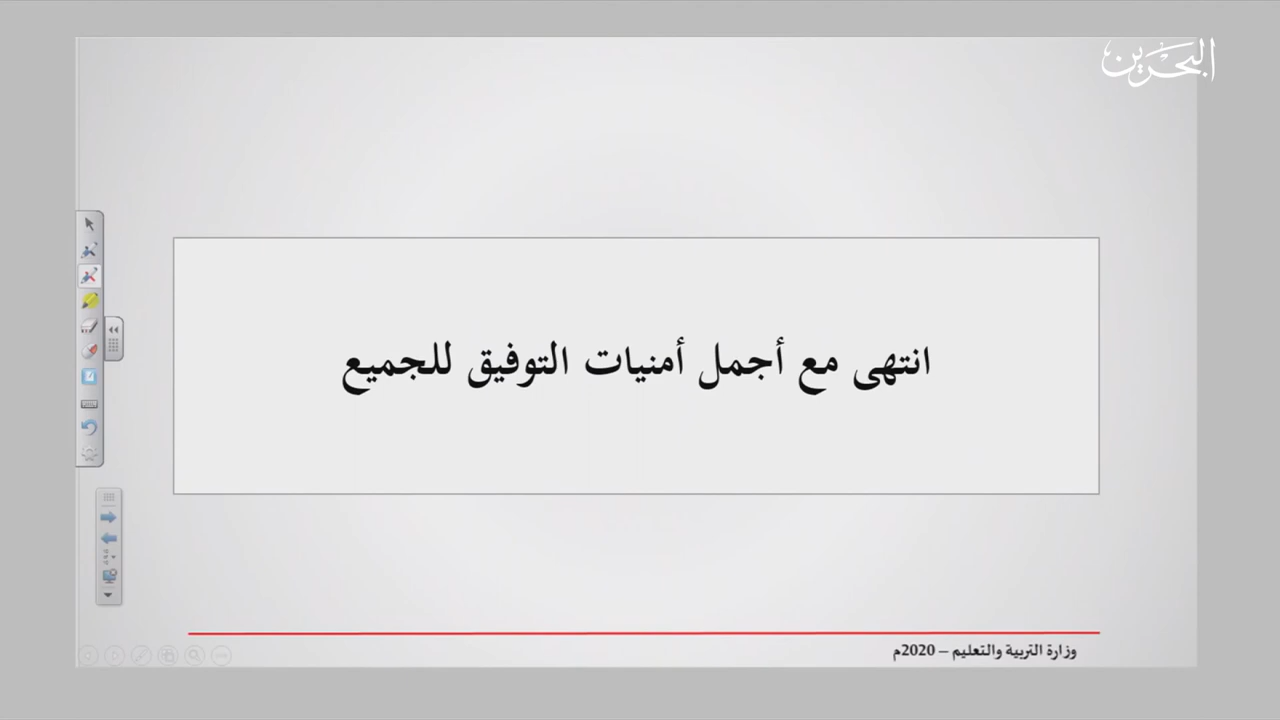 البحرين
انتهى مع أجمل أمنيات التوفيق للجميع
وزارة التربية والتعليم – 2020م